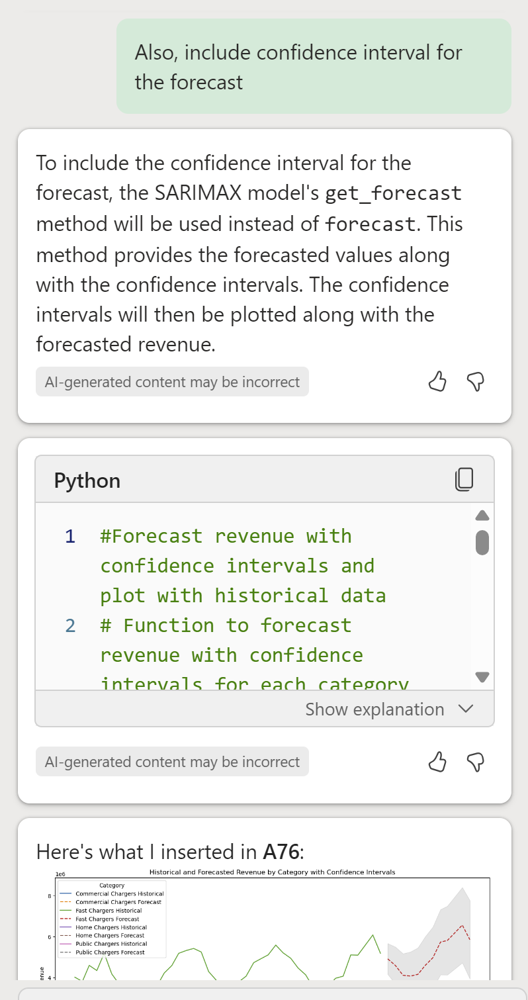 Also, include confidence interval for
the forecast
To include the confidence interval for the
forecast, the SARIMAX model's get_forecast
method will be used instead of forecast. This
method provides the forecasted values along
with the confidence intervals. The confidence
intervals will then be plotted along with the
forecasted revenue.
AI-generated content may be incorrect
Python
1 #Forecast revenue with
confidence intervals and
plot with historical data
2 # Function to forecast
revenue with confidence
intervals for each category
Show explanation
AI-generated content may be incorrect
Here's what I inserted in A76:
Historical and Forecasted Revenue by Category with Confidence Intervals
1e6
Category
Commercial Chargers Historical
Commercial Chargers Forecast
Fast Chargers Historical
Fast Chargers Forecast
Home Chargers Historical
Home Chargers Forecast
Public Chargers Historical
Public Chargers Forecast
8
6
4